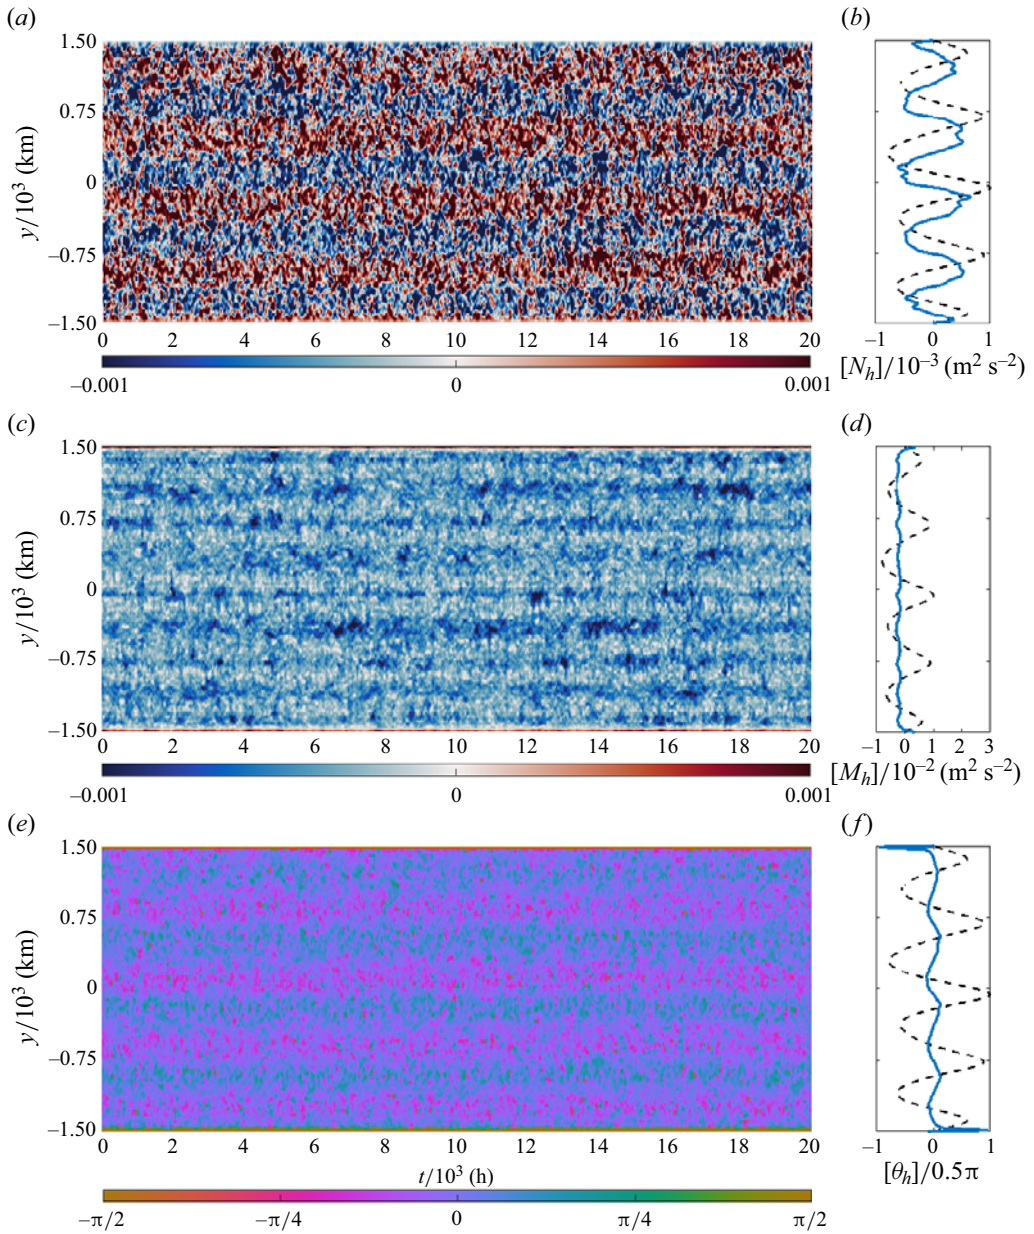 (a)
1.50
0.75
0
–0.75
–1.50
y/10³ (km)
0 2 4 6 8 10 12 14 16 18 20
–0.001 0 0.001
(b)
–1 0 1
[N_h]/10⁻³ (m² s⁻²)
(c)
1.50
0.75
0
–0.75
–1.50
y/10³ (km)
0 2 4 6 8 10 12 14 16 18 20
–0.001 0 0.001
(d)
–1 0 1 2 3
[M_h]/10⁻² (m² s⁻²)
(e)
1.50
0.75
0
–0.75
–1.50
y/10³ (km)
0 2 4 6 8 10 12 14 16 18 20
t/10³ (h)
–π/2 –π/4 0 π/4 π/2
(f)
–1 0 1
[θ_h]/0.5π